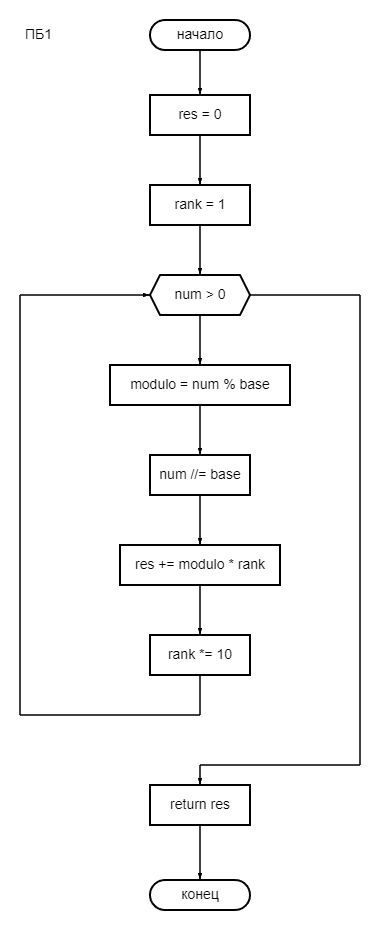 ПБ1
начало
res = 0
rank = 1
num > 0
modulo = num % base
num //= base
res += modulo * rank
rank *= 10
return res
конец